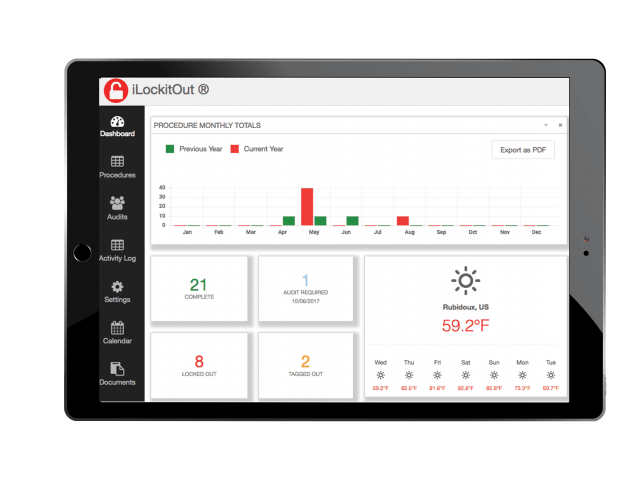 iLockitOut ®
Dashboard
Procedures
Audits
Activity Log
Settings
Calendar
Documents
PROCEDURE MONTHLY TOTALS
Previous Year Current Year
Export as PDF
40
30
20
10
0
Jan Feb Mar Apr May Jun Jul Aug Sep Oct Nov Dec
21
COMPLETE
1
AUDIT REQUIRED
10/06/2017
8
LOCKED OUT
2
TAGGED OUT
Rubidoux, US
59.2°F
Wed Thu Fri Sat Sun Mon Tue
59.2°F 82.5°F 81.6°F 82.8°F 82.8°F 73.3°F 69.7°F